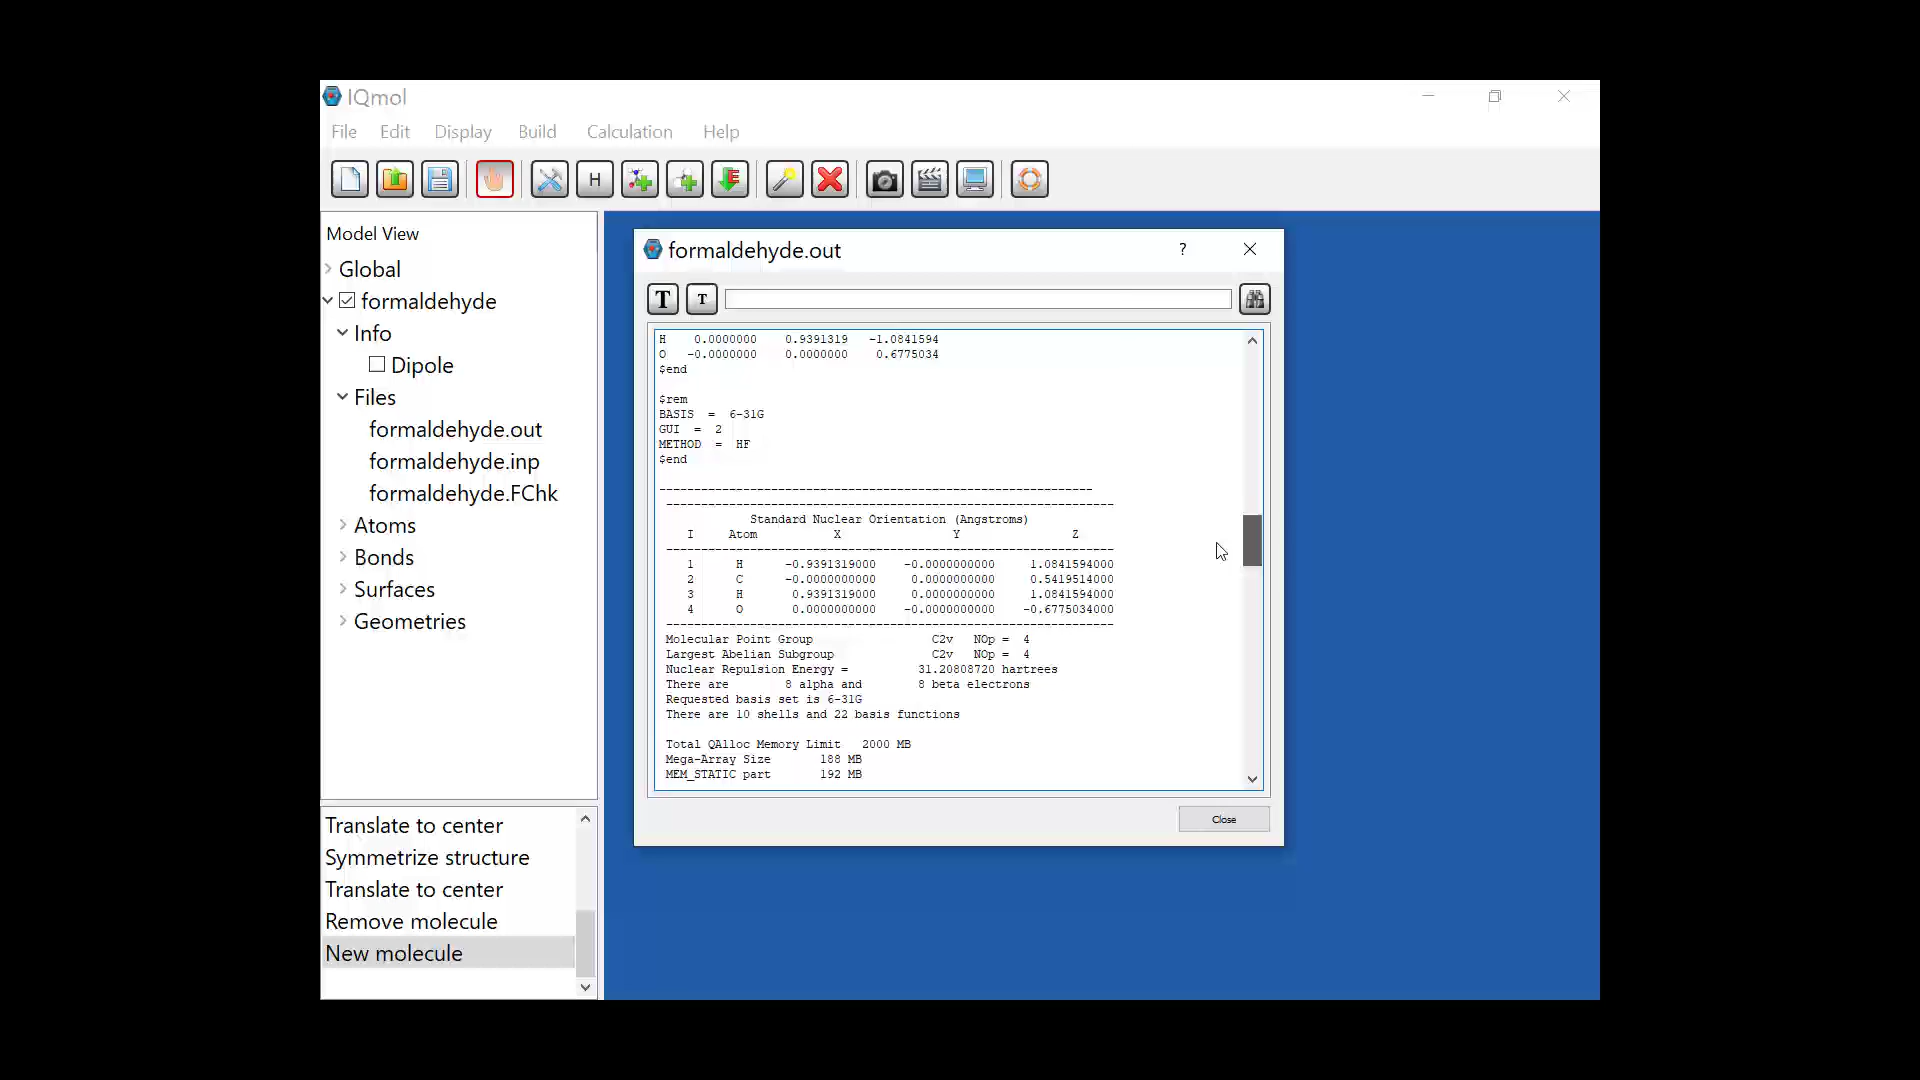 IQmol
File Edit Display Build Calculation Help
H
Model View
Global
formaldehyde
Info
Dipole
Files
formaldehyde.out
formaldehyde.inp
formaldehyde.FChk
Atoms
Bonds
Surfaces
Geometries
Translate to center
Symmetrize structure
Translate to center
Remove molecule
New molecule
formaldehyde.out ?
T T
H 0.0000000 0.9391319 -1.0841594
O -0.0000000 0.0000000 0.6775034
$end
$rem
BASIS = 6-31G
GUI = 2
METHOD = HF
$end
--------------------------------------------------------------
----------------------------------------------------------------
Standard Nuclear Orientation (Angstroms)
I Atom X Y Z
----------------------------------------------------------------
1 H -0.9391319000 -0.0000000000 1.0841594000
2 C -0.0000000000 0.0000000000 0.5419514000
3 H 0.9391319000 0.0000000000 1.0841594000
4 O 0.0000000000 -0.0000000000 -0.6775034000
----------------------------------------------------------------
Molecular Point Group C2v NOp = 4
Largest Abelian Subgroup C2v NOp = 4
Nuclear Repulsion Energy = 31.20808720 hartrees
There are 8 alpha and 8 beta electrons
Requested basis set is 6-31G
There are 10 shells and 22 basis functions
Total QAlloc Memory Limit 2000 MB
Mega-Array Size 188 MB
MEM_STATIC part 192 MB
Close